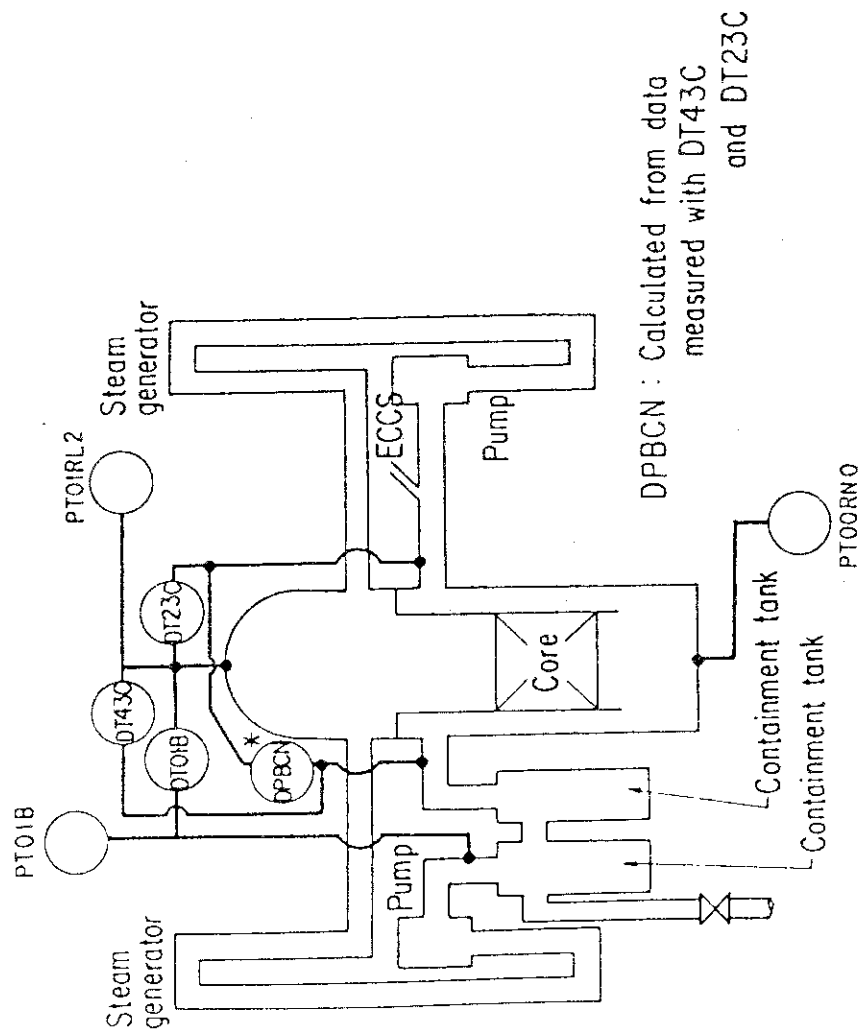 Steam
generator
PT01B
PT01RL2
Steam
generator
DT43C
DT23C
DT01B
*
DPBCN
ECCS
Pump
Pump
Core
Containment tank
Containment tank
PT00RN0
DPBCN : Calculated from data
measured with DT43C
and DT23C